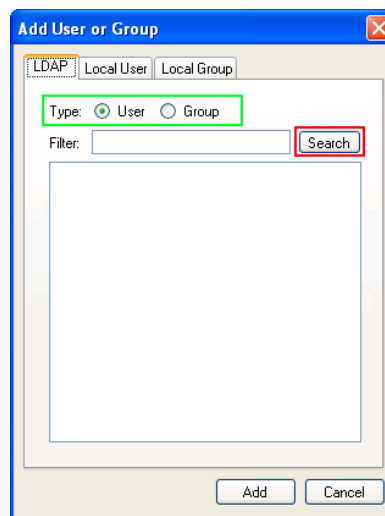 Add User or Group
LDAP Local User Local Group
Type: User Group
Filter: Search
Add Cancel